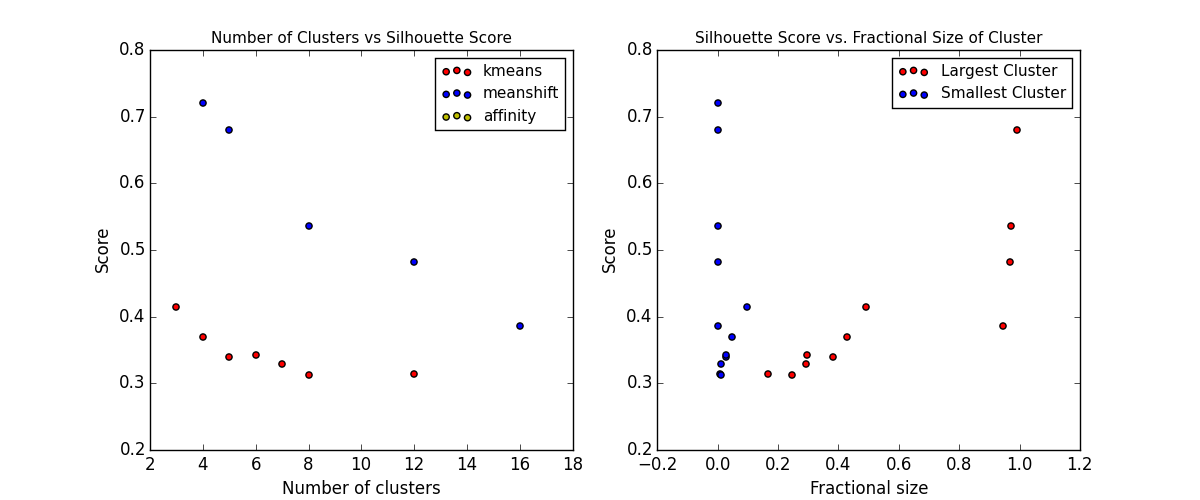 Number of Clusters vs Silhouette Score
0.8
0.7
0.6
0.5
0.4
0.3
0.2
Score
kmeans
meanshift
affinity
2 4 6 8 10 12 14 16 18
Number of clusters
Silhouette Score vs. Fractional Size of Cluster
0.8
0.7
0.6
0.5
0.4
0.3
0.2
Score
Largest Cluster
Smallest Cluster
−0.2 0.0 0.2 0.4 0.6 0.8 1.0 1.2
Fractional size